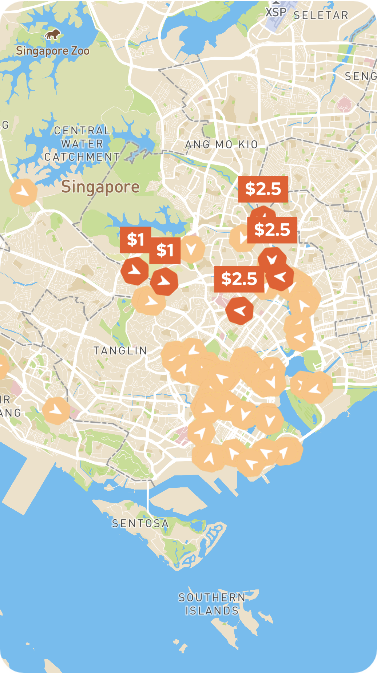 XSP
SELETAR
Singapore Zoo
SENG
G
CENTRAL
WATER
CATCHMENT
ANG MO KIO
Singapore
$2.5
$2.5
$1
$1
$2.5
TANGLIN
IR
ANG
SENTOSA
SOUTHERN
ISLANDS